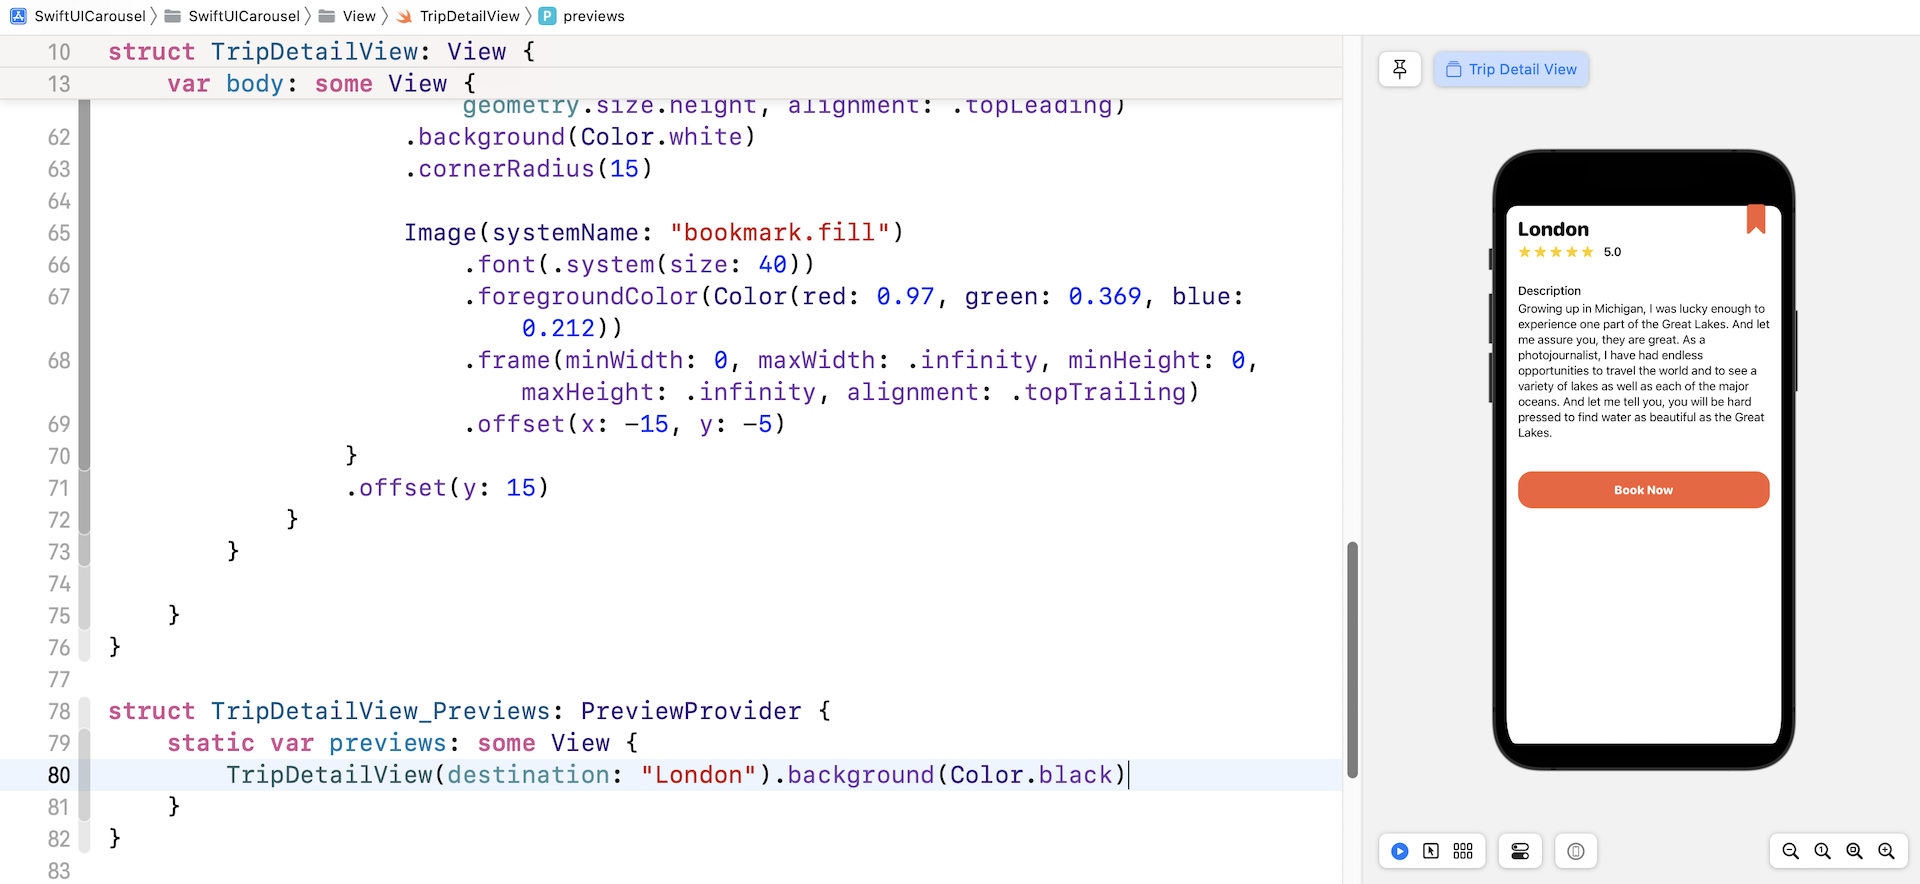 SwiftUICarousel SwiftUICarousel View TripDetailView P previews
10 struct TripDetailView: View {
13 var body: some View {
geometry.size.height, alignment: .topLeading)
62 .background(Color.white)
63 .cornerRadius(15)
64
65 Image(systemName: "bookmark.fill")
66 .font(.system(size: 40))
67 .foregroundColor(Color(red: 0.97, green: 0.369, blue:
0.212))
68 .frame(minWidth: 0, maxWidth: .infinity, minHeight: 0,
maxHeight: .infinity, alignment: .topTrailing)
69 .offset(x: -15, y: -5)
70 }
71 .offset(y: 15)
72 }
73 }
74
75 }
76 }
77
78 struct TripDetailView_Previews: PreviewProvider {
79 static var previews: some View {
80 TripDetailView(destination: "London").background(Color.black)
81 }
82 }
83
Trip Detail View
London
5.0
Description
Growing up in Michigan, I was lucky enough to
experience one part of the Great Lakes. And let
me assure you, they are great. As a
photojournalist, I have had endless
opportunities to travel the world and to see a
variety of lakes as well as each of the major
oceans. And let me tell you, you will be hard
pressed to find water as beautiful as the Great
Lakes.
Book Now